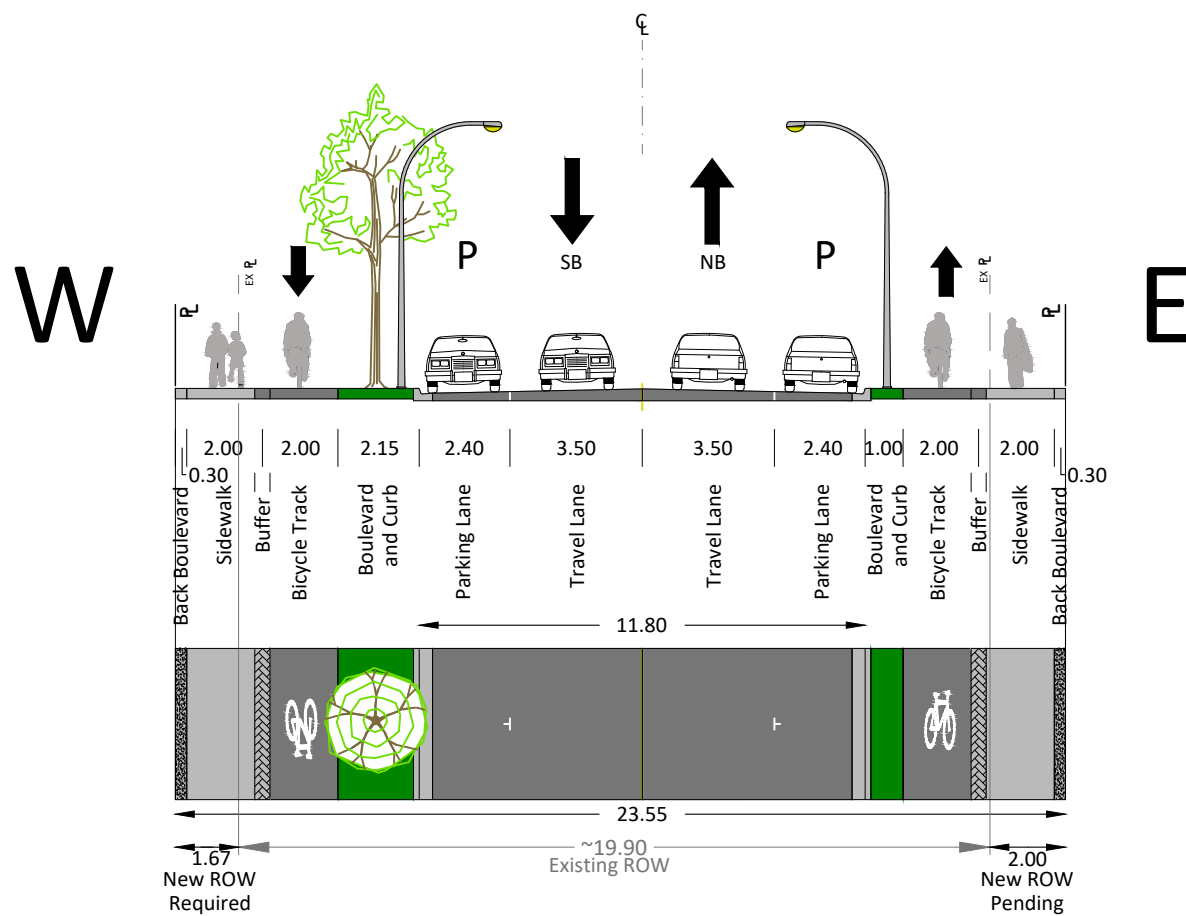 ℄
P
SB
NB
P
W
E
EX ℞
EX ℞
℞
℞
2.00
2.00
2.15
2.40
3.50
3.50
2.40
1.00
2.00
2.00
0.30
0.30
Back Boulevard
Sidewalk
Buffer
Bicycle Track
Boulevard
and Curb
Parking Lane
Travel Lane
Travel Lane
Parking Lane
Boulevard
and Curb
Bicycle Track
Buffer
Sidewalk
Back Boulevard
11.80
23.55
1.67
New ROW
Required
~19.90
Existing ROW
2.00
New ROW
Pending